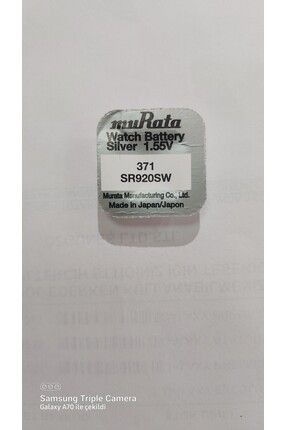 muRata
Watch Battery
Silver 1.55V
371
SR920SW
Murata Manufacturing Co., Ltd.
Made in Japan/Japon
Samsung Triple Camera
Galaxy A70 ile çekildi